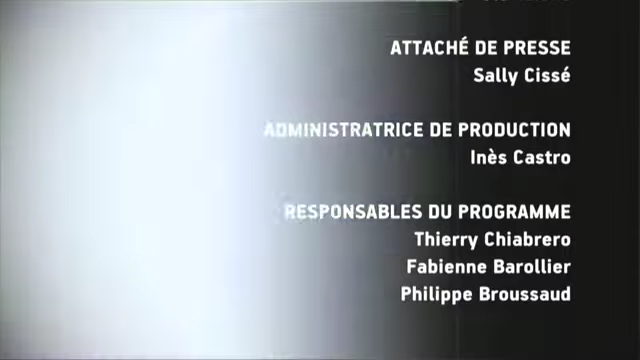 ATTACHÉ DE PRESSE
Sally Cissé
ADMINISTRATRICE DE PRODUCTION
Inès Castro
RESPONSABLES DU PROGRAMME
Thierry Chiabrero
Fabienne Barollier
Philippe Broussaud